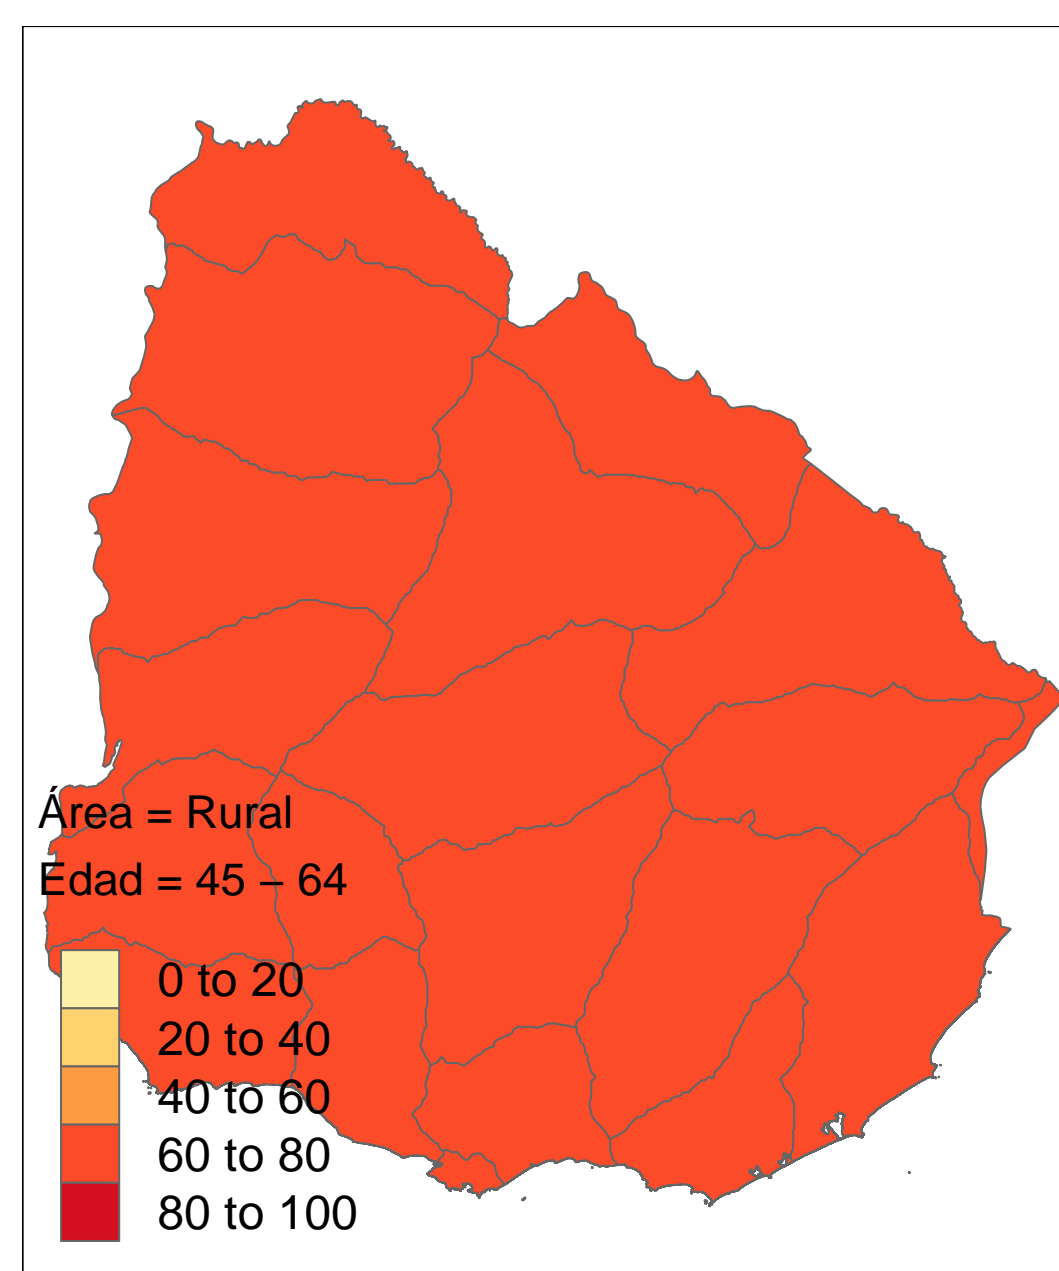 Área = Rural
Edad = 45 – 64
0 to 20
20 to 40
40 to 60
60 to 80
80 to 100